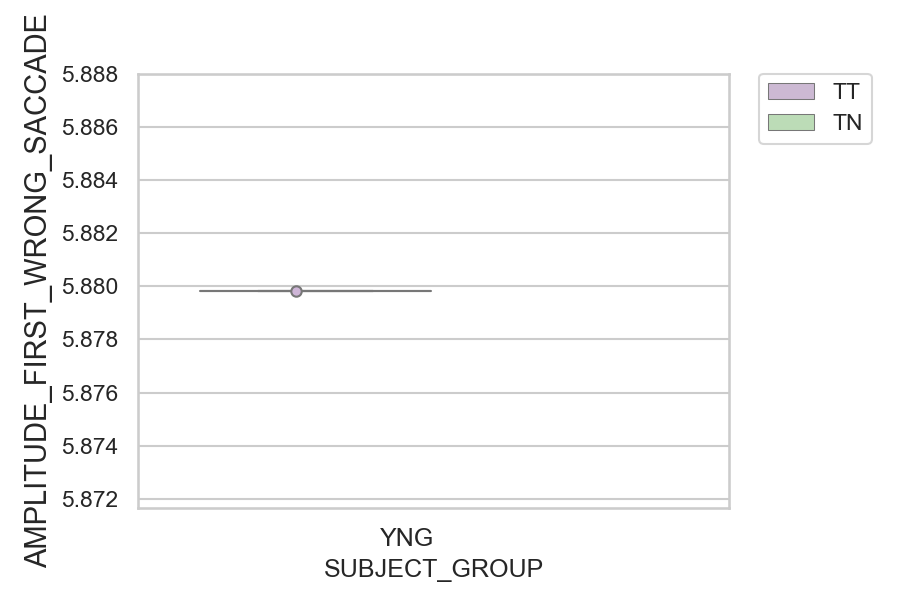 AMPLITUDE_FIRST_WRONG_SACCADE
5.888
5.886
5.884
5.882
5.880
5.878
5.876
5.874
5.872
YNG
SUBJECT_GROUP
TT
TN